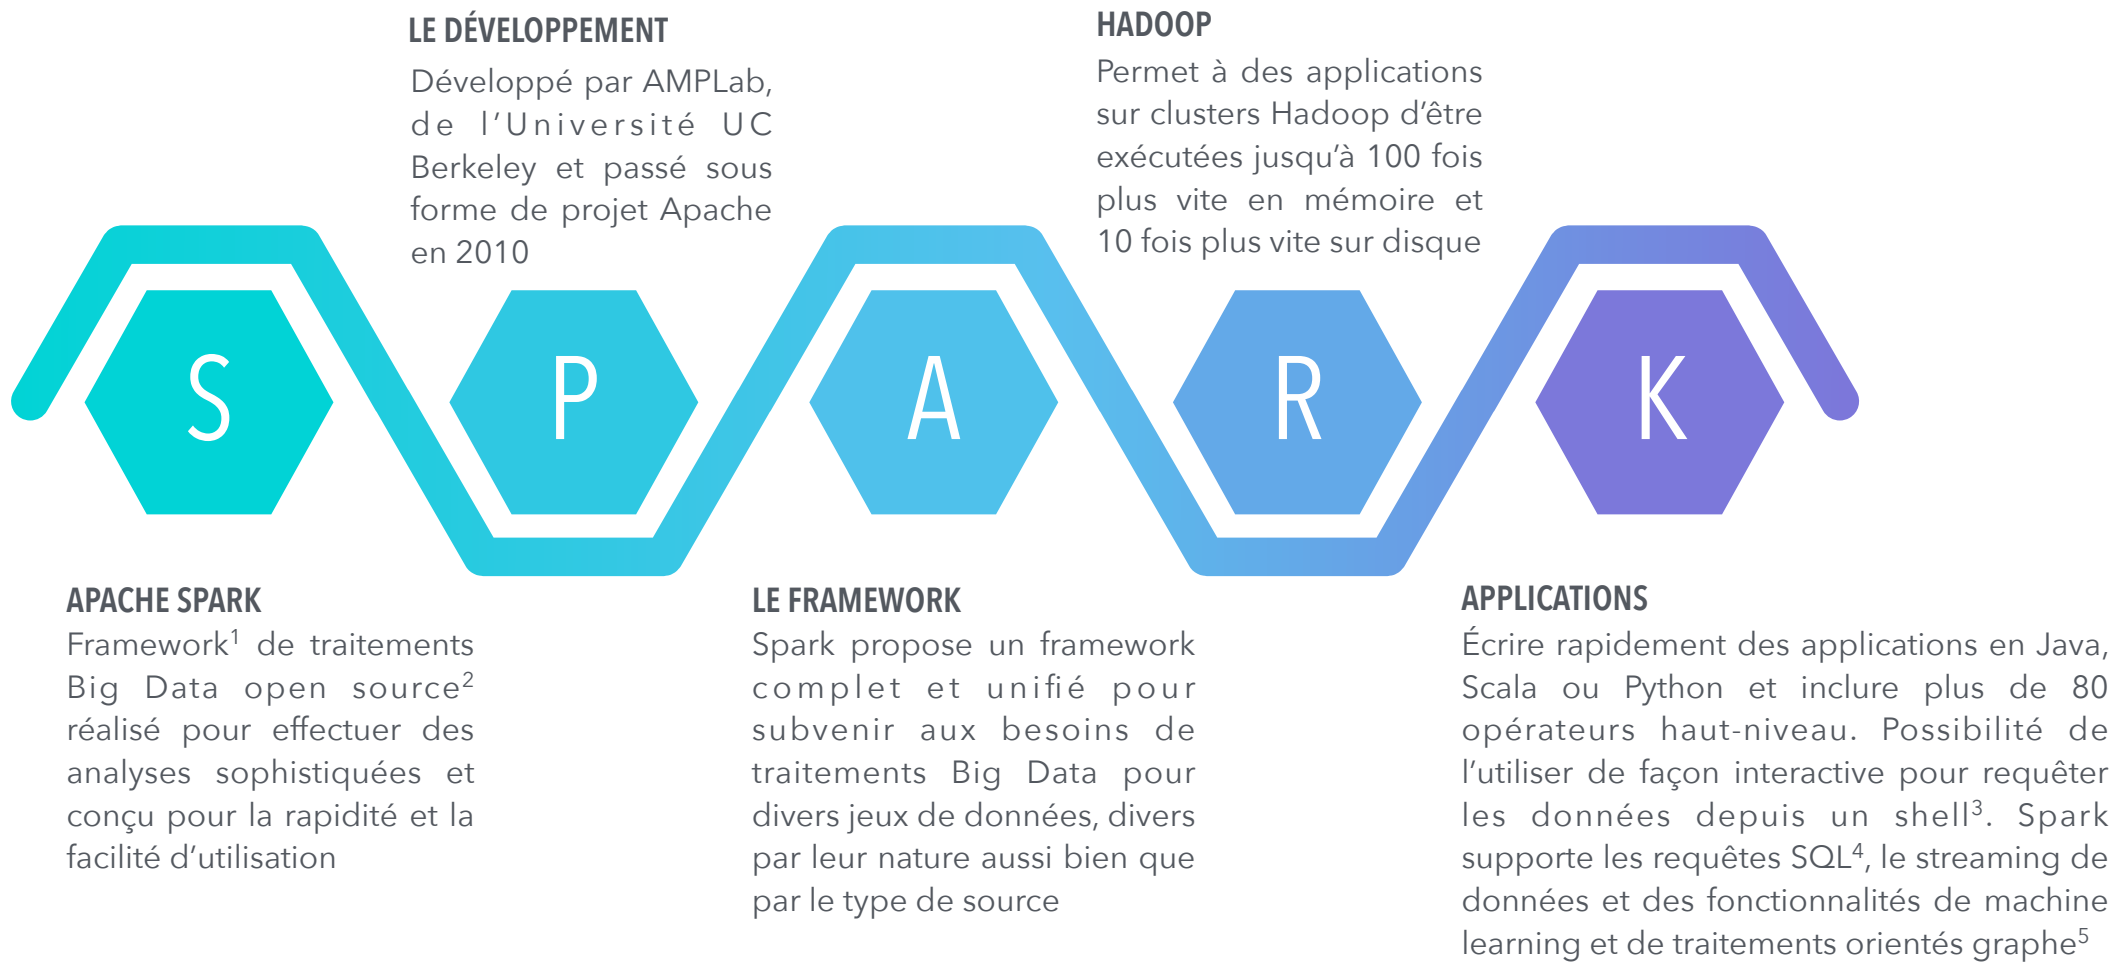 LE DÉVELOPPEMENT
Développé par AMPLab,
de l’Université UC
Berkeley et passé sous
forme de projet Apache
en 2010
HADOOP
Permet à des applications
sur clusters Hadoop d’être
exécutées jusqu’à 100 fois
plus vite en mémoire et
10 fois plus vite sur disque
S P A R K
APACHE SPARK
Framework¹ de traitements
Big Data open source²
réalisé pour effectuer des
analyses sophistiquées et
conçu pour la rapidité et la
facilité d’utilisation
LE FRAMEWORK
Spark propose un framework
complet et unifié pour
subvenir aux besoins de
traitements Big Data pour
divers jeux de données, divers
par leur nature aussi bien que
par le type de source
APPLICATIONS
Écrire rapidement des applications en Java,
Scala ou Python et inclure plus de 80
opérateurs haut-niveau. Possibilité de
l’utiliser de façon interactive pour requêter
les données depuis un shell³. Spark
supporte les requêtes SQL⁴, le streaming de
données et des fonctionnalités de machine
learning et de traitements orientés graphe⁵